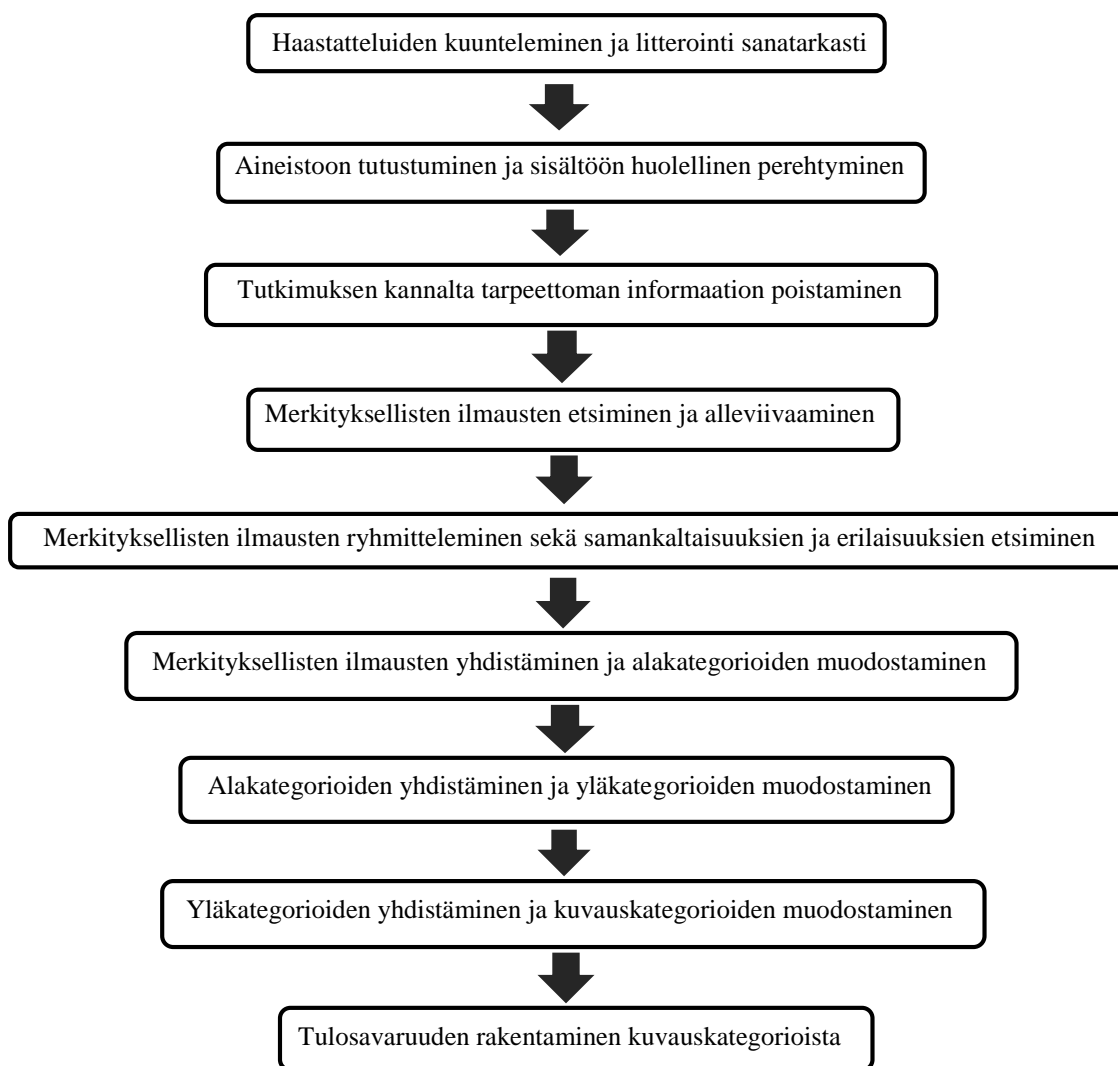 Haastatteluiden kuunteleminen ja litterointi sanatarkasti
Aineistoon tutustuminen ja sisältöön huolellinen perehtyminen
Tutkimuksen kannalta tarpeettoman informaation poistaminen
Merkityksellisten ilmausten etsiminen ja alleviivaaminen
Merkityksellisten ilmausten ryhmitteleminen sekä samankaltaisuuksien ja erilaisuuksien etsiminen
Merkityksellisten ilmausten yhdistäminen ja alakategorioiden muodostaminen
Alakategorioiden yhdistäminen ja yläkategorioiden muodostaminen
Yläkategorioiden yhdistäminen ja kuvauskategorioiden muodostaminen
Tulosavaruuden rakentaminen kuvauskategorioista